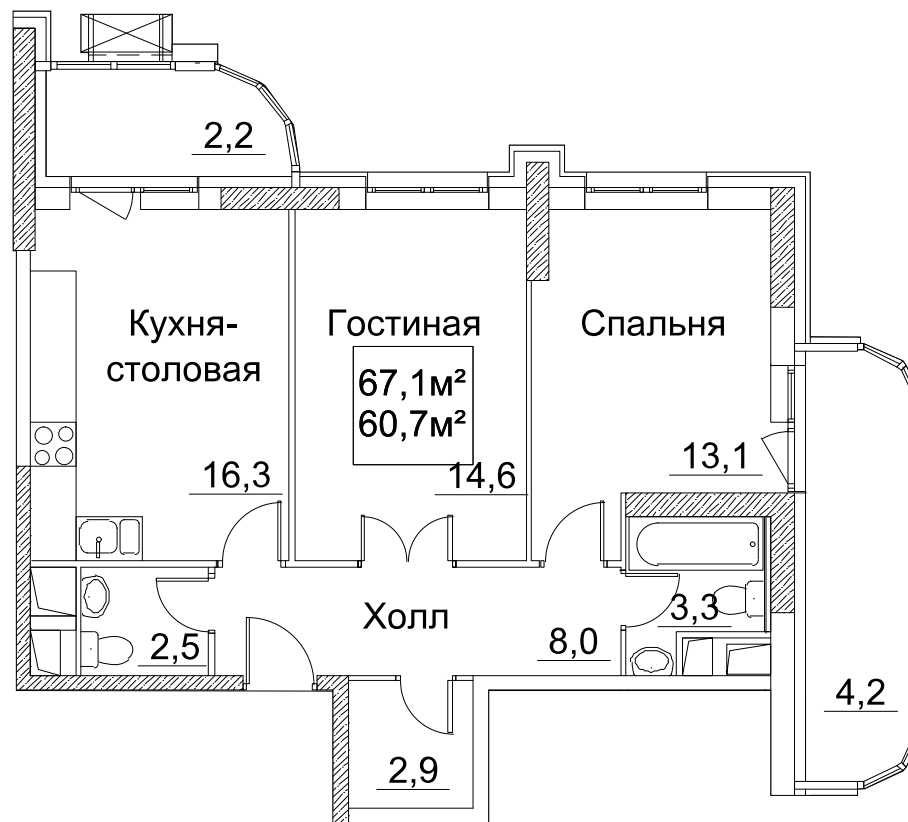 2,2
Кухня-
столовая
16,3
Гостиная
67,1м²
60,7м²
14,6
Спальня
13,1
2,5
Холл
8,0
3,3
4,2
2,9